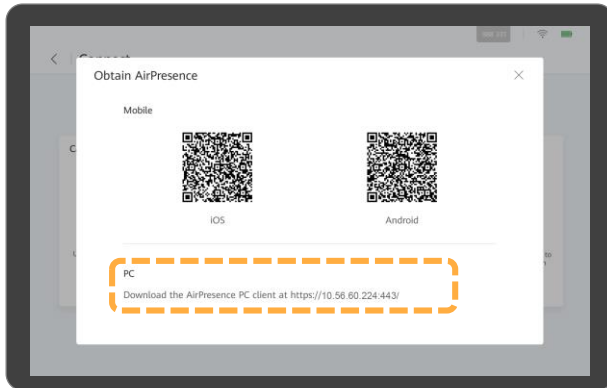 Obtain AirPresence
Mobile
iOS
Android
PC
Download the AirPresence PC client at https://10.56.60.224:443/